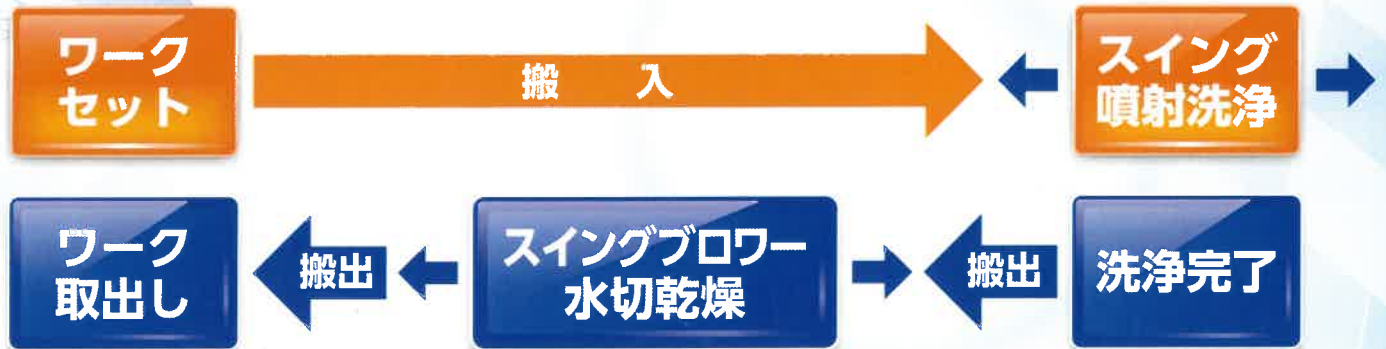 ワーク
セット
搬入
スイング
噴射洗浄
ワーク
取出し
搬出
スイングブロワー
水切乾燥
搬出
洗浄完了